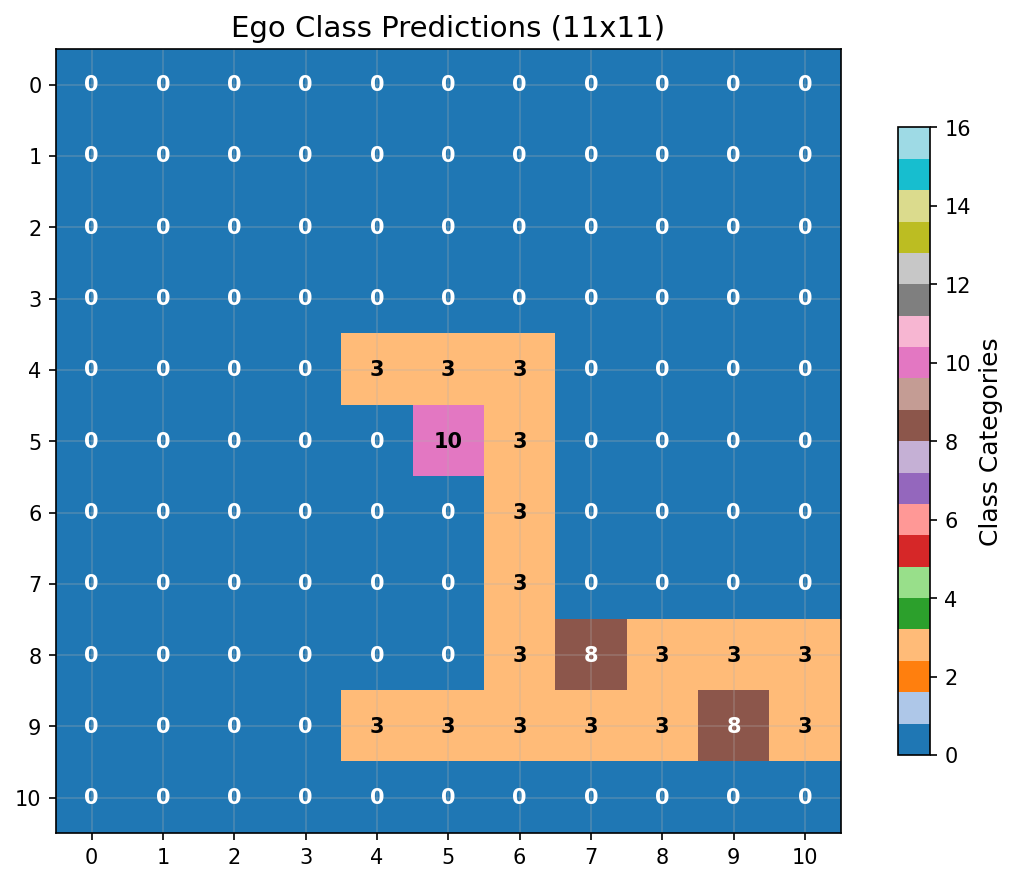 Ego Class Predictions (11x11)
0 0 0 0 0 0 0 0 0 0 0 0
1 0 0 0 0 0 0 0 0 0 0 0
2 0 0 0 0 0 0 0 0 0 0 0
3 0 0 0 0 0 0 0 0 0 0 0
4 0 0 0 0 3 3 3 0 0 0 0
5 0 0 0 0 0 10 3 0 0 0 0
6 0 0 0 0 0 0 3 0 0 0 0
7 0 0 0 0 0 0 3 0 0 0 0
8 0 0 0 0 0 0 3 8 3 3 3
9 0 0 0 0 3 3 3 3 3 8 3
10 0 0 0 0 0 0 0 0 0 0 0
0 1 2 3 4 5 6 7 8 9 10
16
14
12
10
8
6
4
2
0
Class Categories